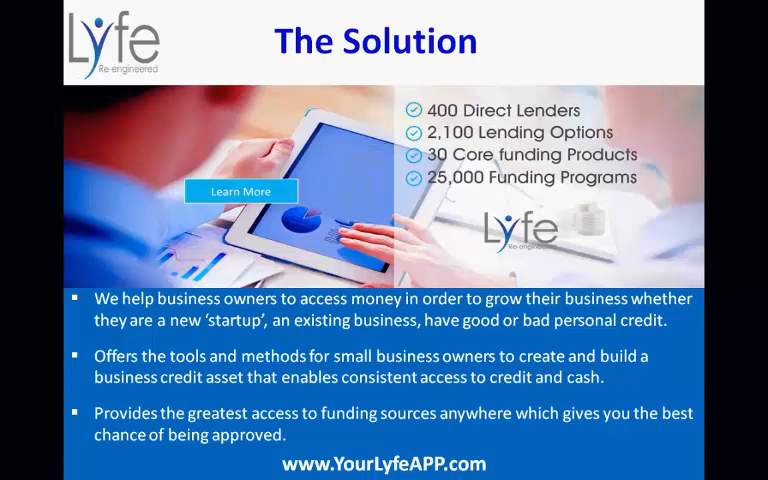 Lyfe
Re-engineered
The Solution
400 Direct Lenders
2,100 Lending Options
30 Core funding Products
25,000 Funding Programs
Learn More
Lyfe
Re-engineered
▪ We help business owners to access money in order to grow their business whether
they are a new ‘startup’, an existing business, have good or bad personal credit.
▪ Offers the tools and methods for small business owners to create and build a
business credit asset that enables consistent access to credit and cash.
▪ Provides the greatest access to funding sources anywhere which gives you the best
chance of being approved.
www.YourLyfeAPP.com